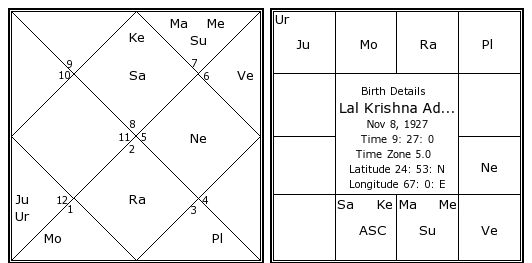 Ma Me
Ke Su
9 7
10 Sa 6 Ve
8
11 5 Ne
2
Ju 12 4
Ur 1 Ra 3
Mo Pl
Ur
Ju Mo Ra Pl
Birth Details
Lal Krishna Ad...
Nov 8, 1927
Time 9: 27: 0
Time Zone 5.0
Latitude 24: 53: N
Longitude 67: 0: E
Ne
Sa Ke Ma Me
ASC Su Ve